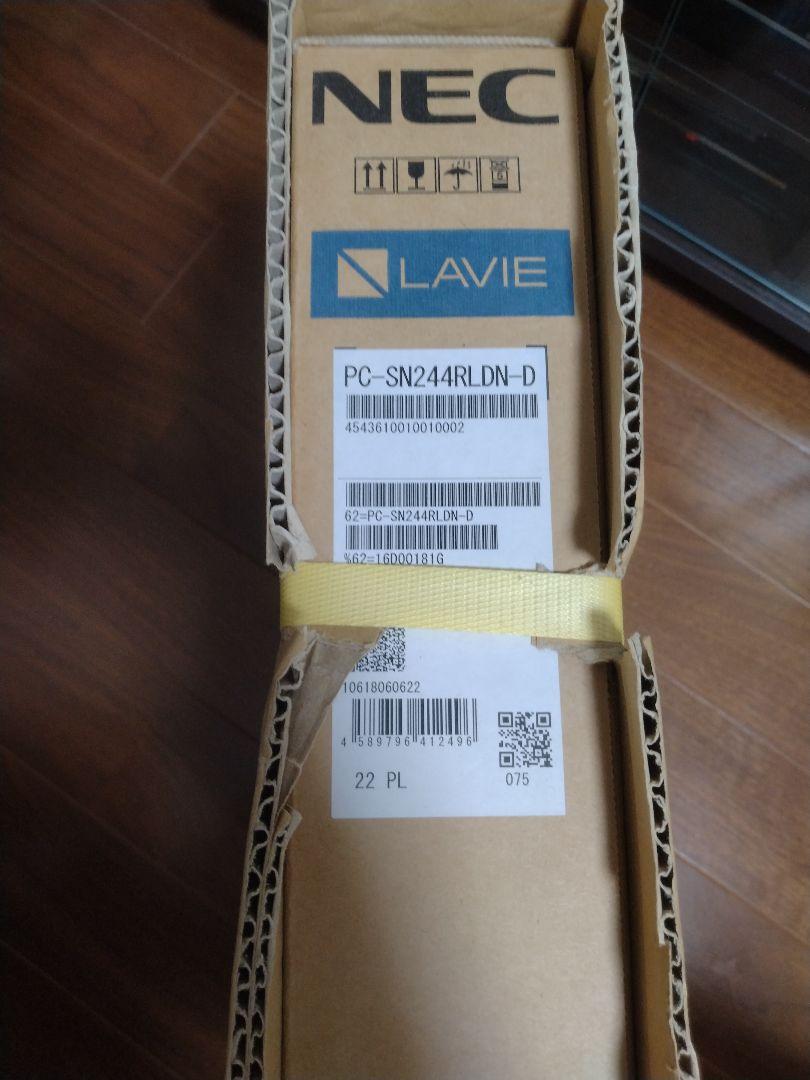 NEC
LAVIE
PC-SN244RLDN-D
4543610010010002
62=PC-SN244RLDN-D
%62=16D00181G
10618060622
4 589796 412496
22 PL
075